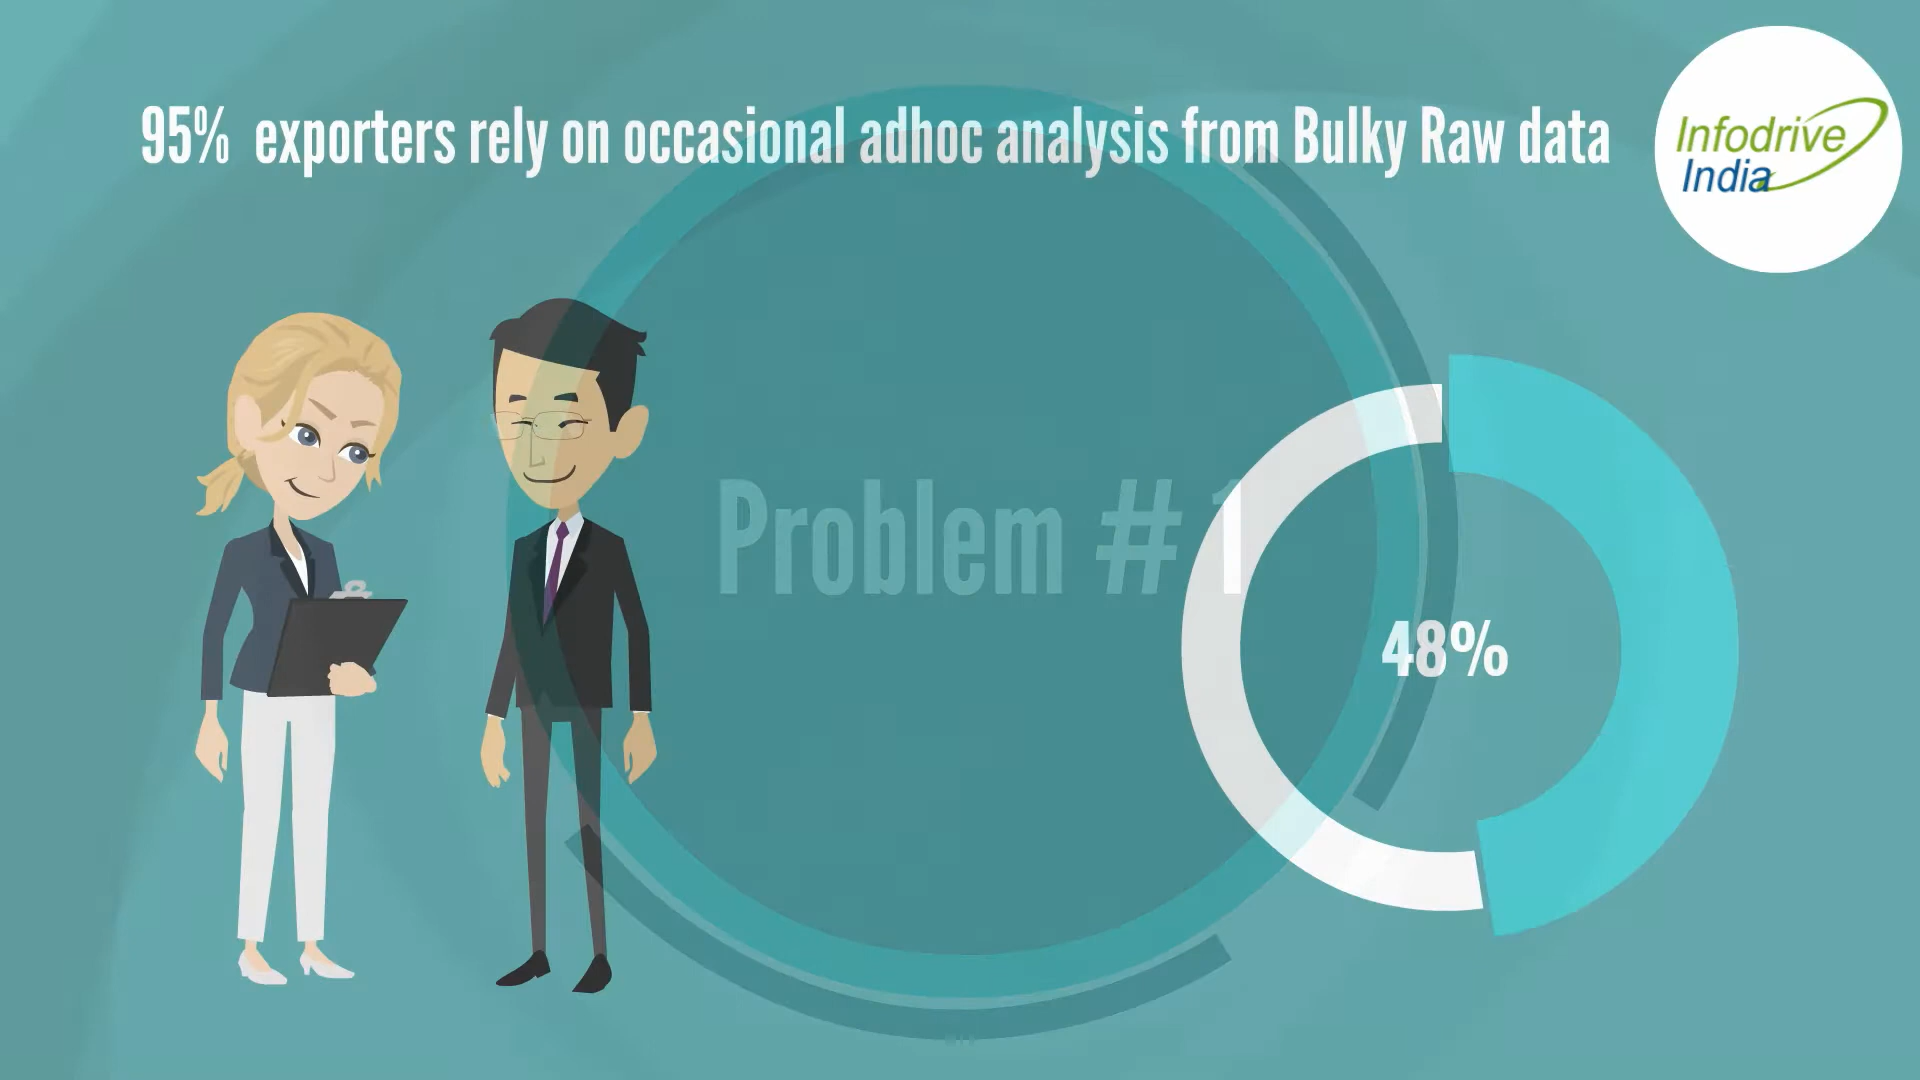 95% exporters rely on occasional adhoc analysis from Bulky Raw data
Infodrive
India
Problem # 1
48%